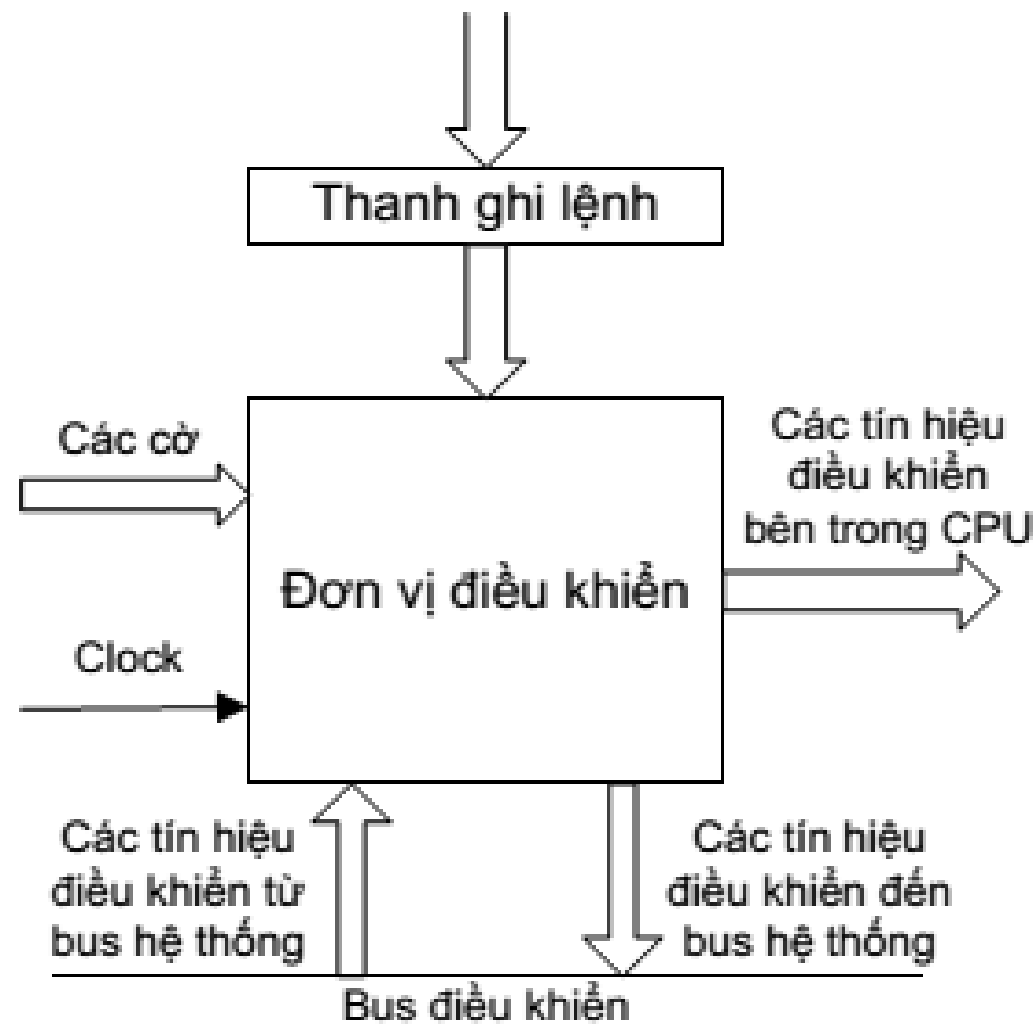 Thanh ghi lệnh
Các cờ
Các tín hiệu
điều khiển
bên trong CPU
Đơn vị điều khiển
Clock
Các tín hiệu
điều khiển từ
bus hệ thống
Các tín hiệu
điều khiển đến
bus hệ thống
Bus điều khiển